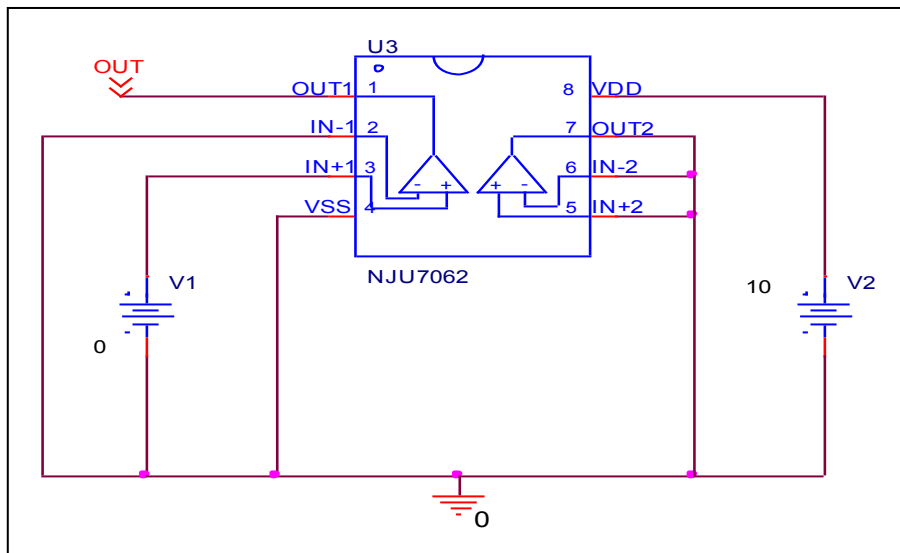 U3
OUT
OUT1 1 8 VDD
IN-1 2 7 OUT2
IN+1 3 6 IN-2
VSS 4 5 IN+2
- + + -
NJU7062
V1 10 V2
0
0